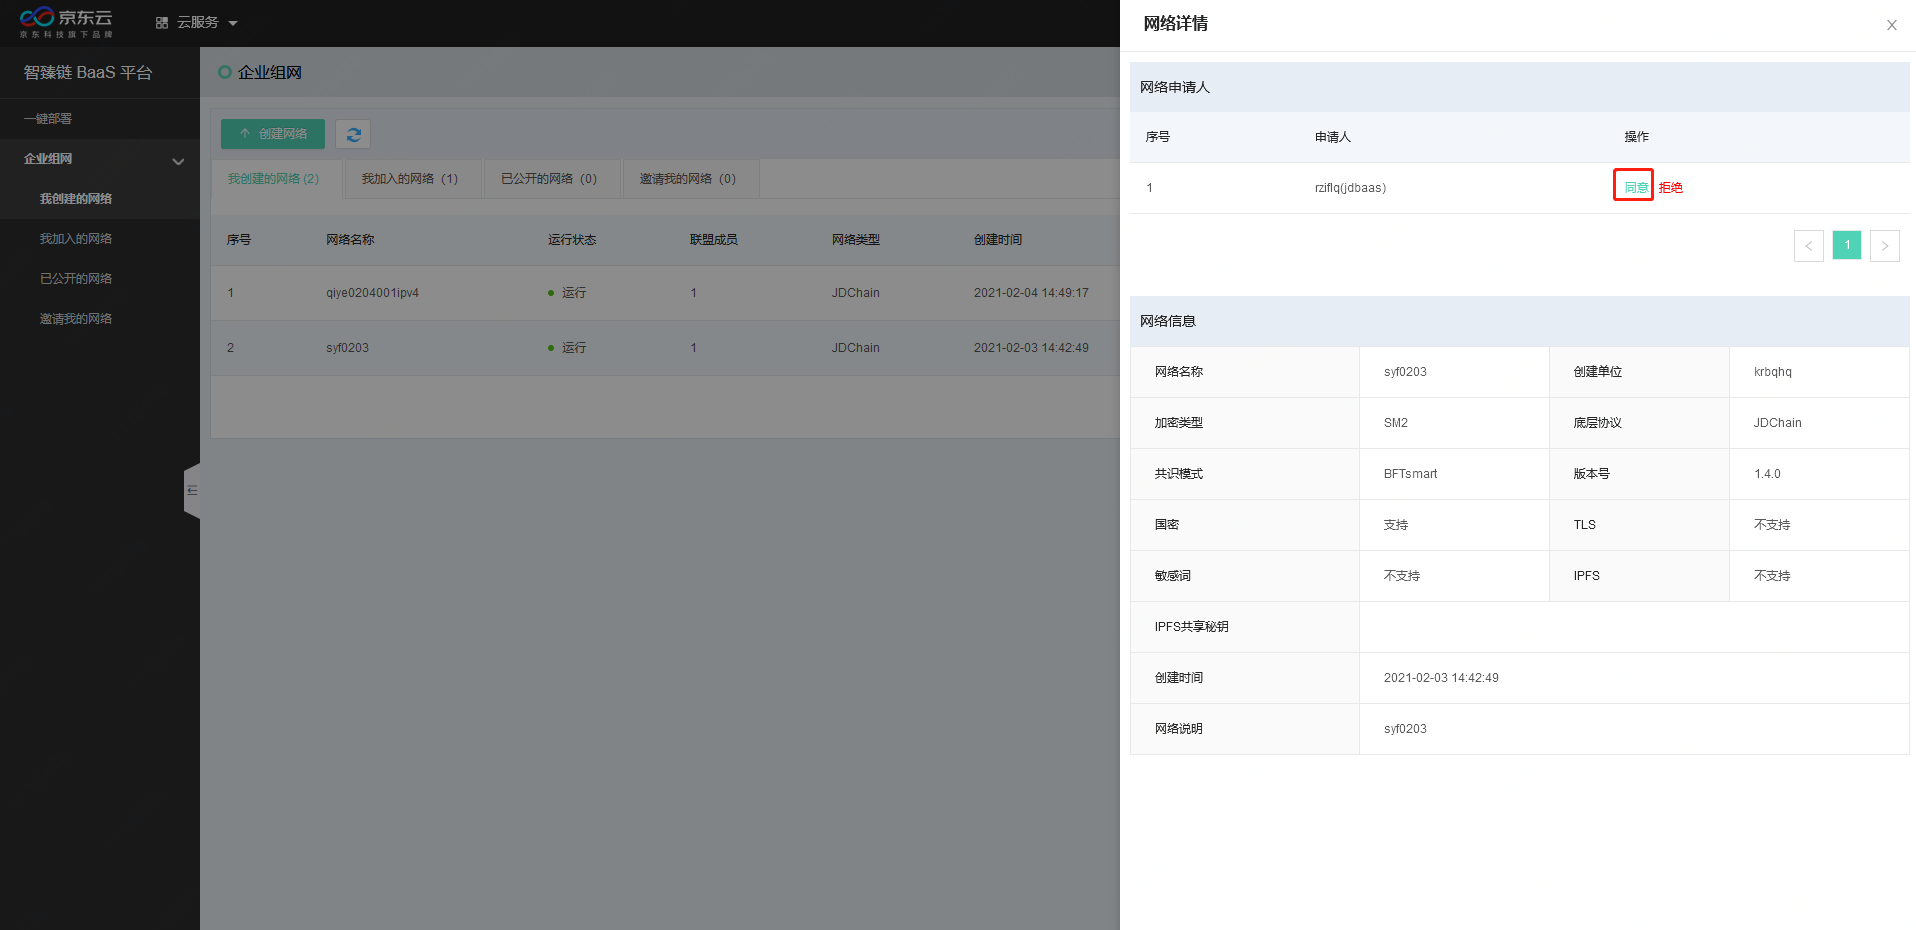 京东云
京东科技旗下品牌
云服务
智臻链 BaaS 平台
一键部署
企业组网
我创建的网络
我加入的网络
已公开的网络
邀请我的网络
企业组网
创建网络
我创建的网络 (2)
我加入的网络（1）
已公开的网络（0）
邀请我的网络（0）
序号 网络名称 运行状态 联盟成员 网络类型 创建时间
1 qiye0204001ipv4 运行 1 JDChain 2021-02-04 14:49:17
2 syf0203 运行 1 JDChain 2021-02-03 14:42:49
网络详情
网络申请人
序号 申请人 操作
1 rziflq(jdbaas) 同意 拒绝
< 1 >
网络信息
网络名称 syf0203 创建单位 krbqhq
加密类型 SM2 底层协议 JDChain
共识模式 BFTsmart 版本号 1.4.0
国密 支持 TLS 不支持
敏感词 不支持 IPFS 不支持
IPFS共享秘钥
创建时间 2021-02-03 14:42:49
网络说明 syf0203